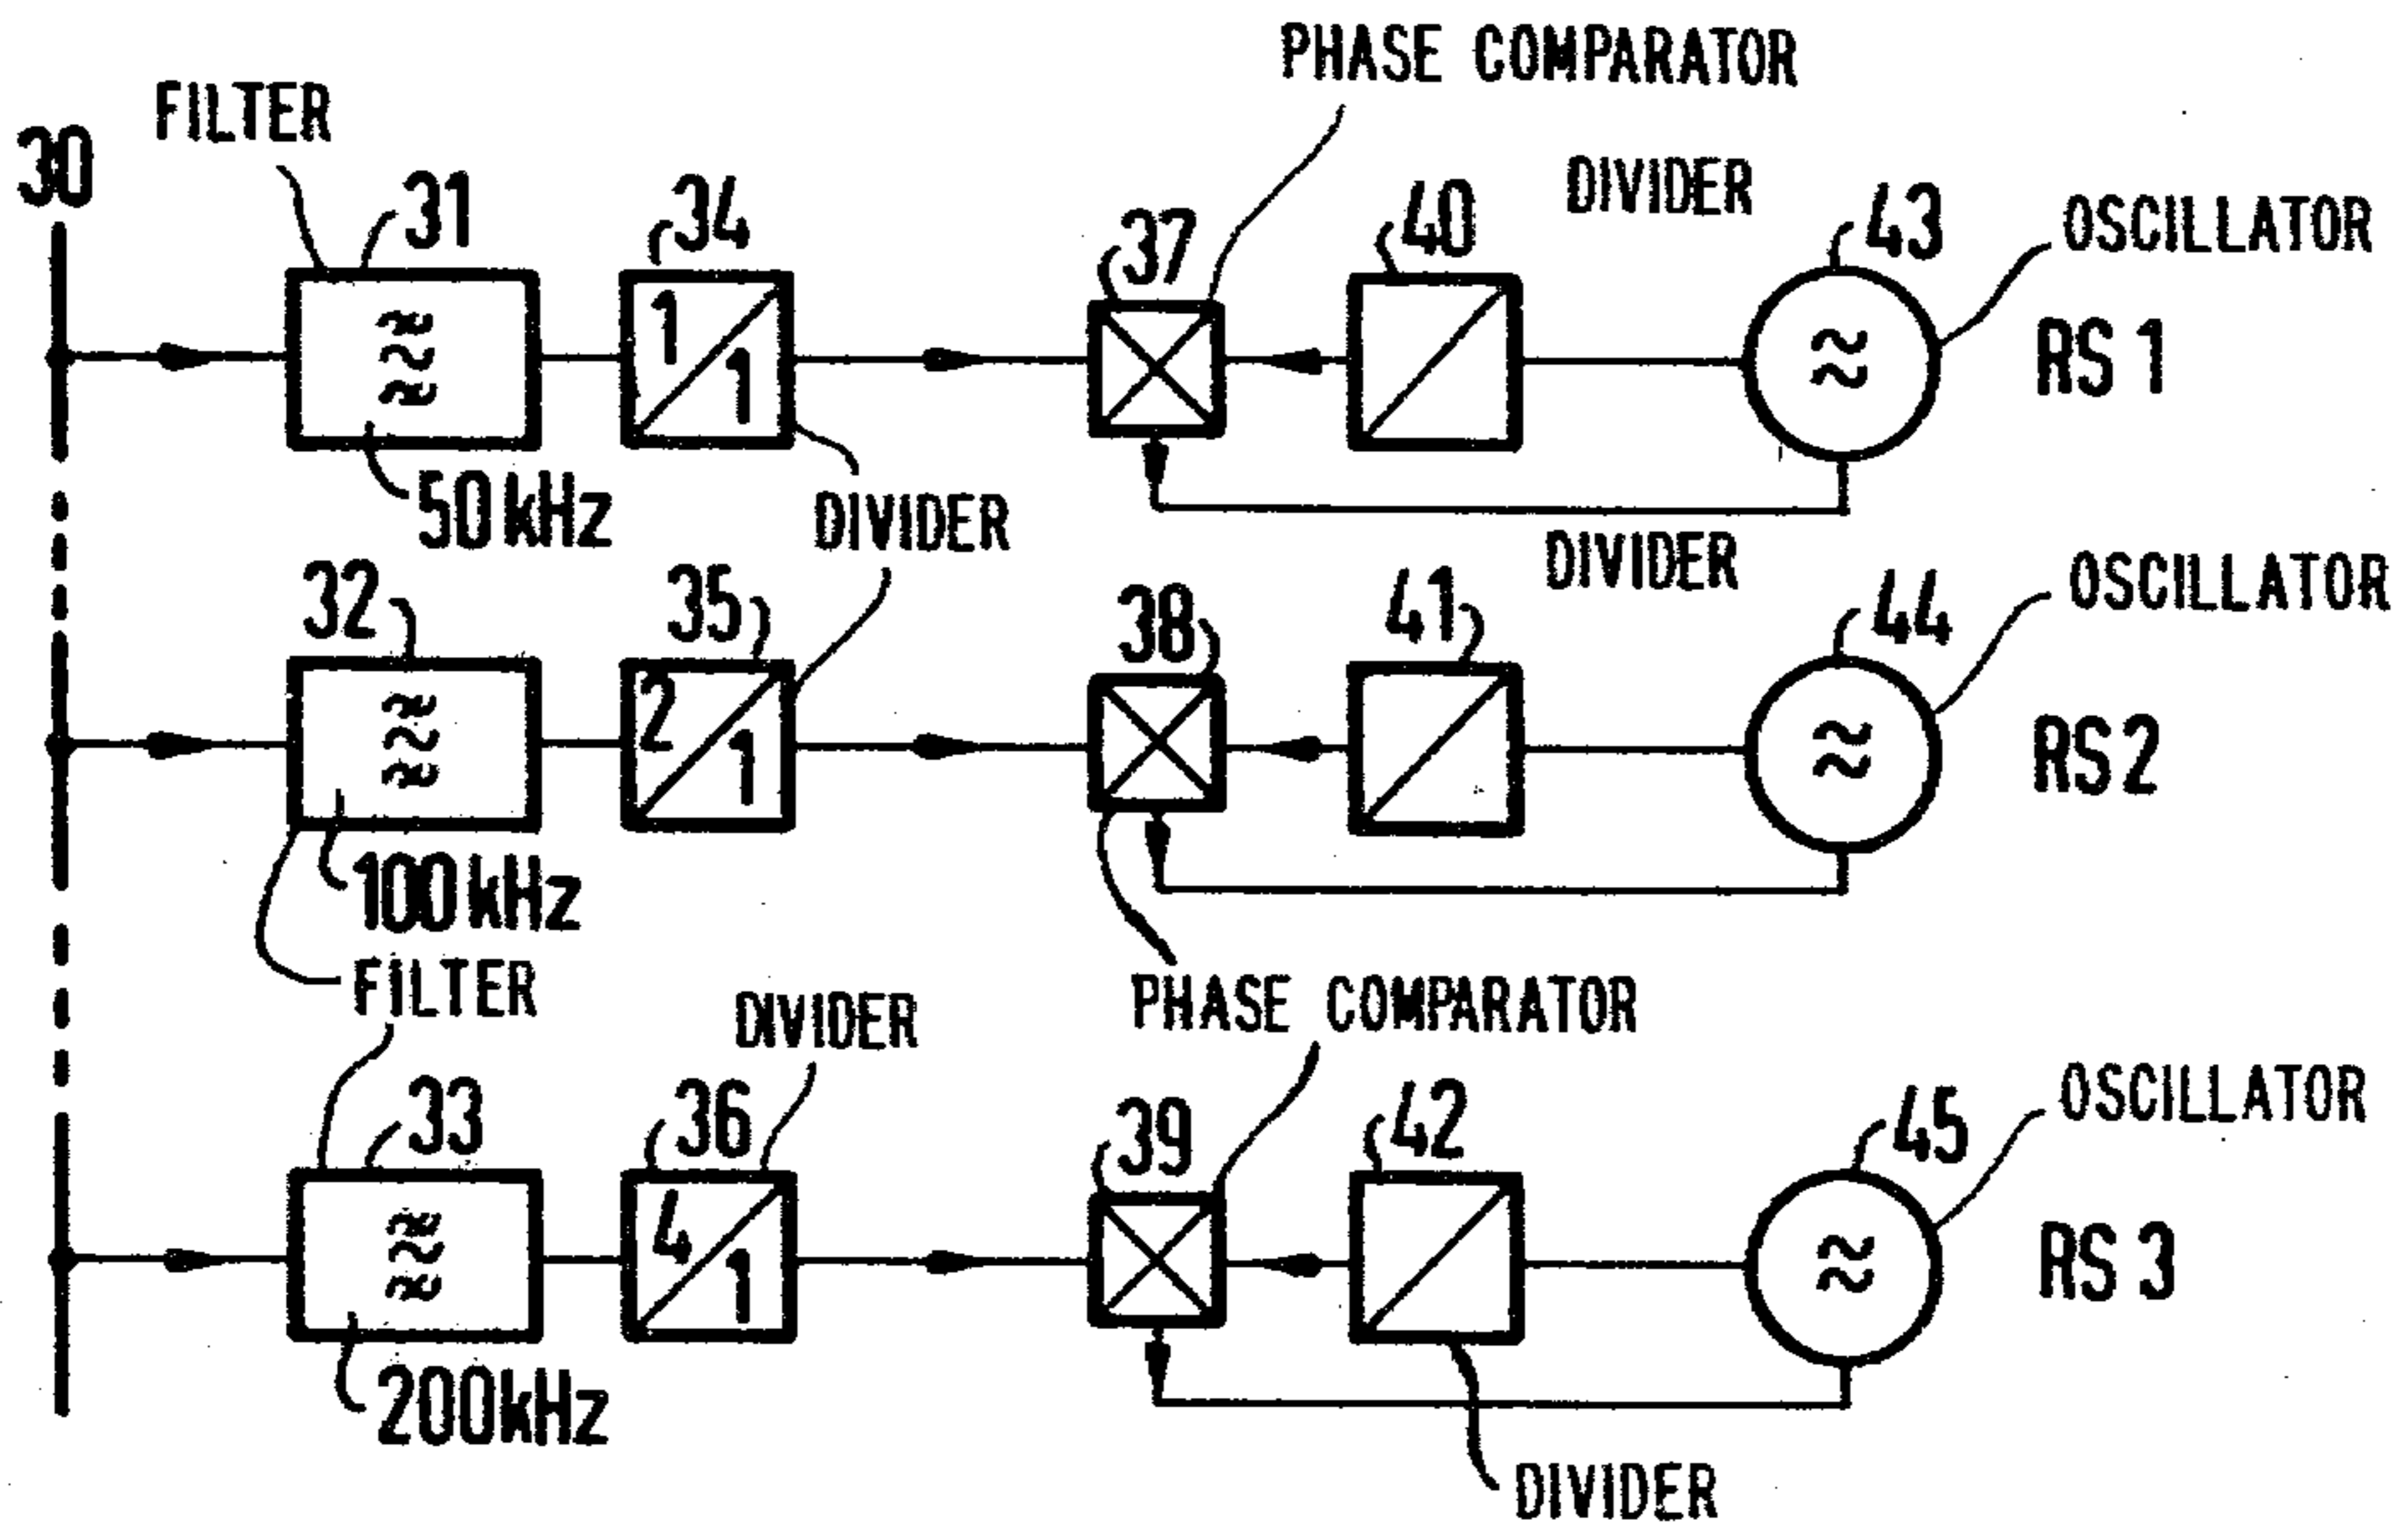 PHASE COMPARATOR
FILTER
30
31
34
37
DIVIDER
40
43
OSCILLATOR
1
1
RS 1
50 kHz
DIVIDER
DIVIDER
32
35
38
41
44
OSCILLATOR
2
1
RS 2
100 kHz
FILTER
DIVIDER
PHASE COMPARATOR
33
36
39
42
45
OSCILLATOR
4
1
RS 3
200 kHz
DIVIDER